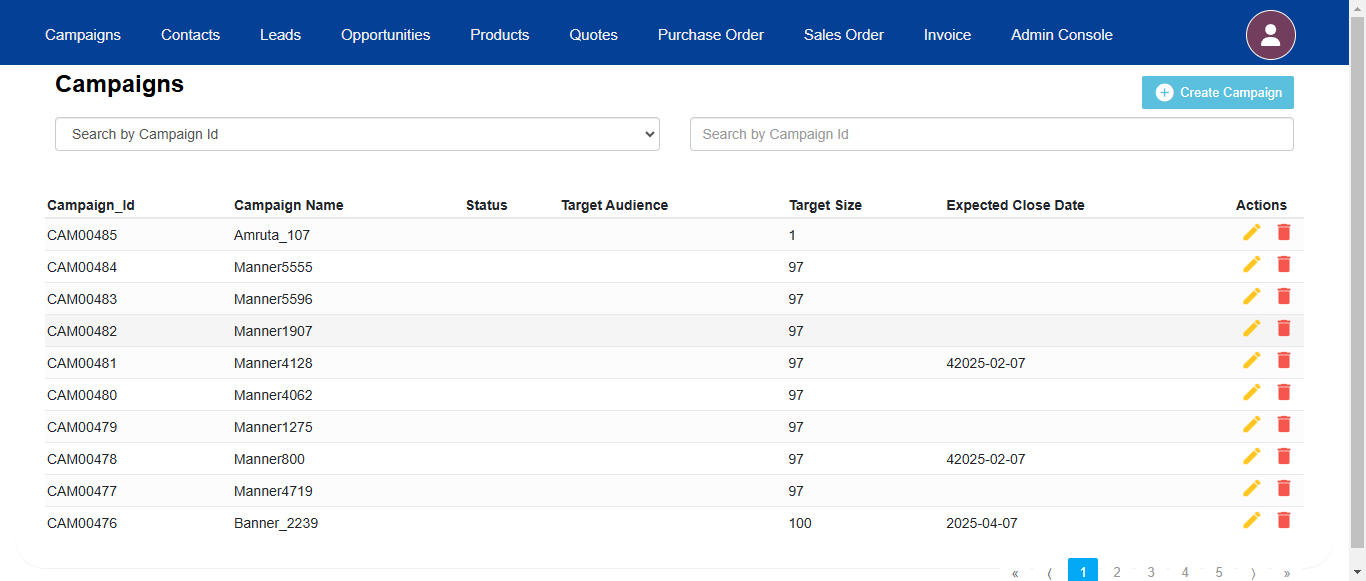 Campaigns Contacts Leads Opportunities Products Quotes Purchase Order Sales Order Invoice Admin Console
Campaigns
Create Campaign
Search by Campaign Id Search by Campaign Id
Campaign_Id Campaign Name Status Target Audience Target Size Expected Close Date Actions
CAM00485 Amruta_107 1
CAM00484 Manner5555 97
CAM00483 Manner5596 97
CAM00482 Manner1907 97
CAM00481 Manner4128 97 42025-02-07
CAM00480 Manner4062 97
CAM00479 Manner1275 97
CAM00478 Manner800 97 42025-02-07
CAM00477 Manner4719 97
CAM00476 Banner_2239 100 2025-04-07
« ⟨ 1 2 3 4 5 ⟩ »